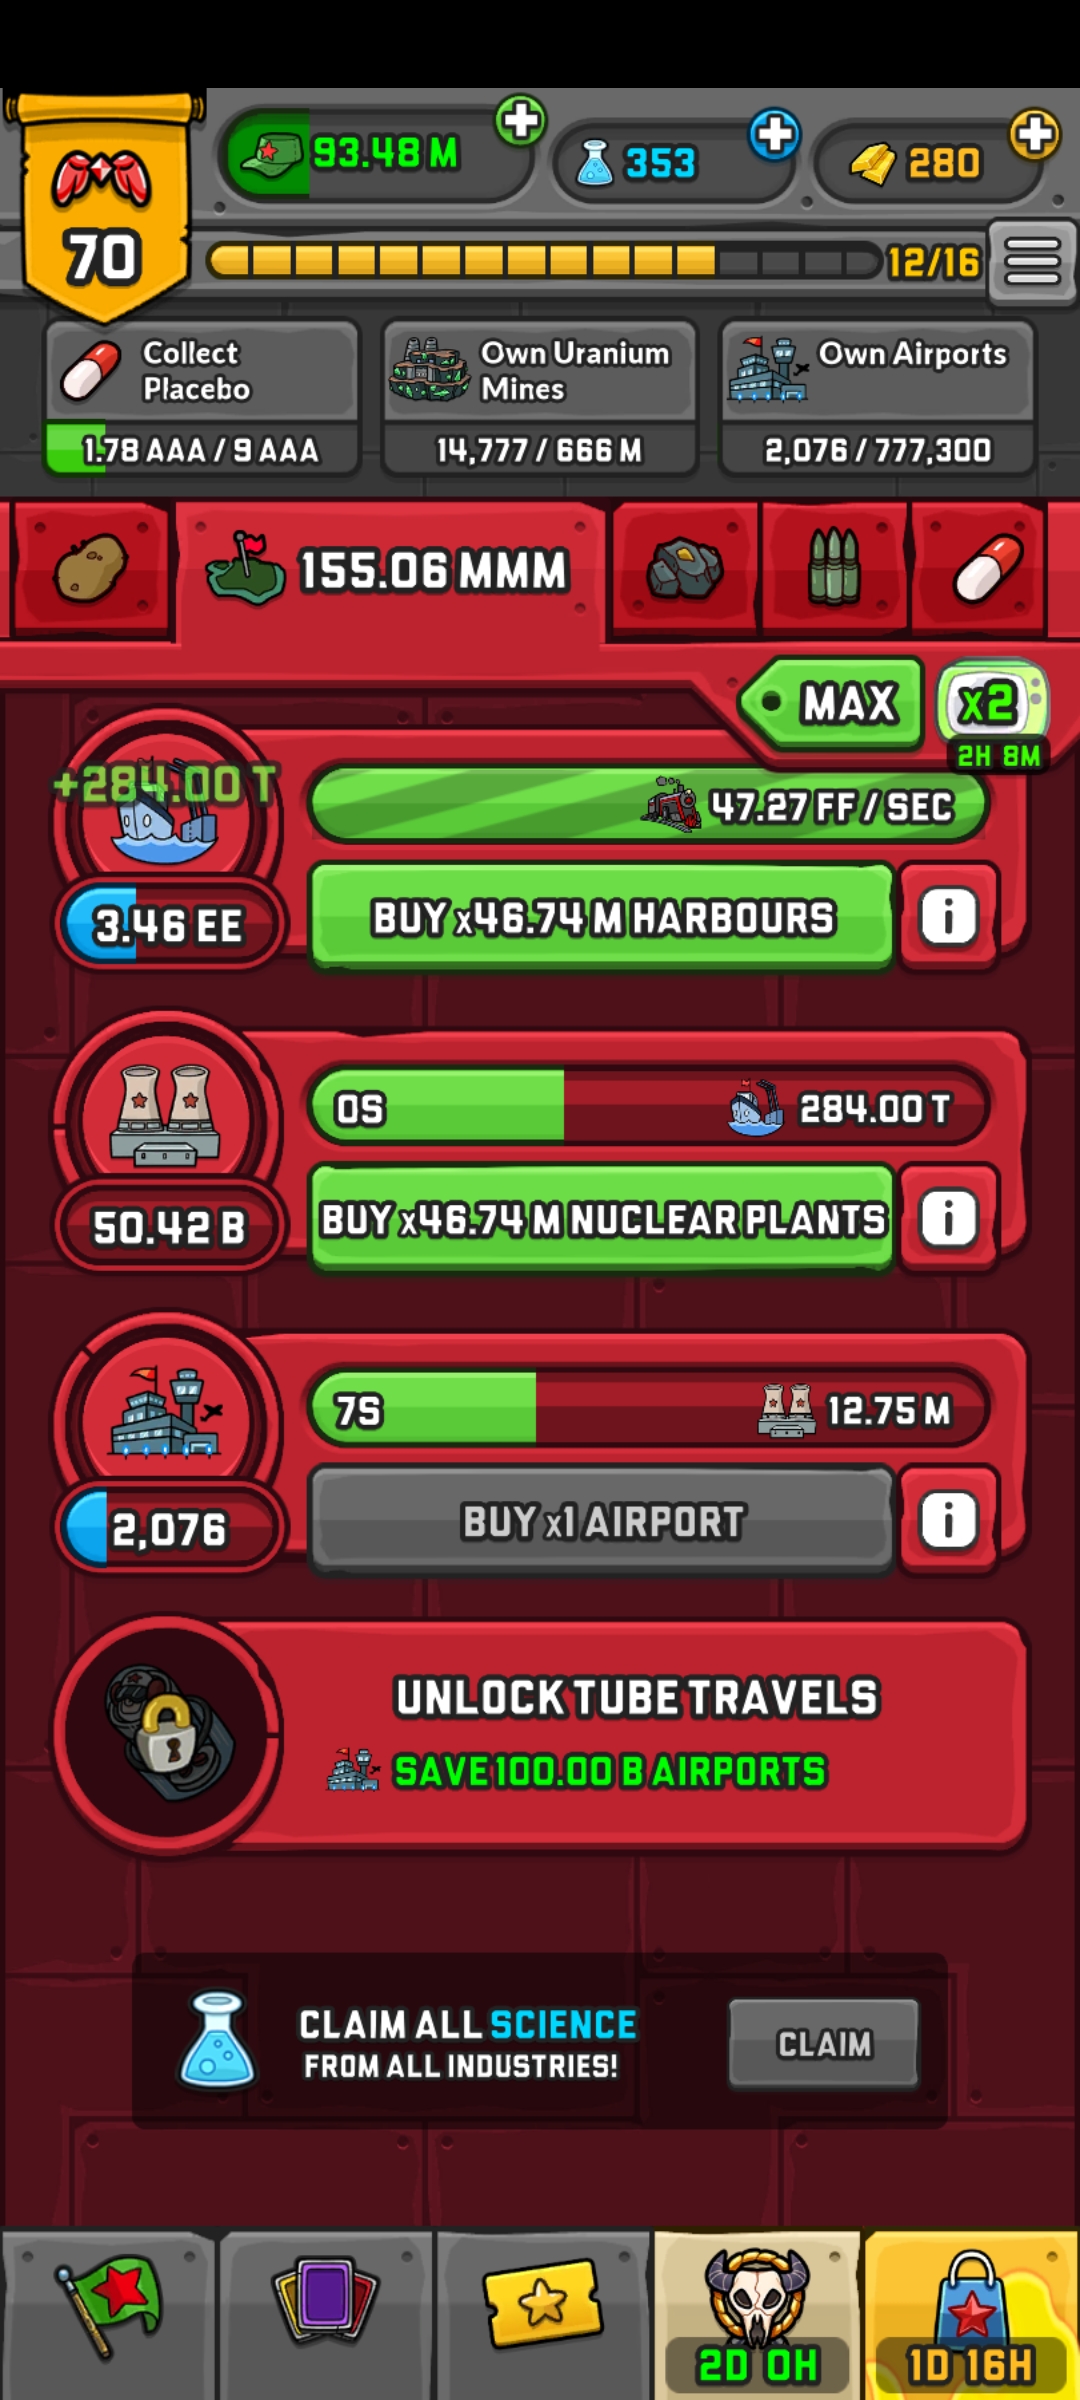 93.48 M
353
280
70
12/16
Collect
Placebo
1.78 AAA / 9 AAA
Own Uranium
Mines
14,777 / 666 M
Own Airports
2,076 / 777,300
155.06 MMM
MAX
x2
2H 8M
+284.00 T
47.27 FF / SEC
3.46 EE
BUY x46.74 M HARBOURS
i
0S
284.00 T
50.42 B
BUY x46.74 M NUCLEAR PLANTS
i
7S
12.75 M
2,076
BUY x1 AIRPORT
i
UNLOCK TUBE TRAVELS
SAVE 100.00 B AIRPORTS
CLAIM ALL SCIENCE
FROM ALL INDUSTRIES!
CLAIM
2D 0H
1D 16H